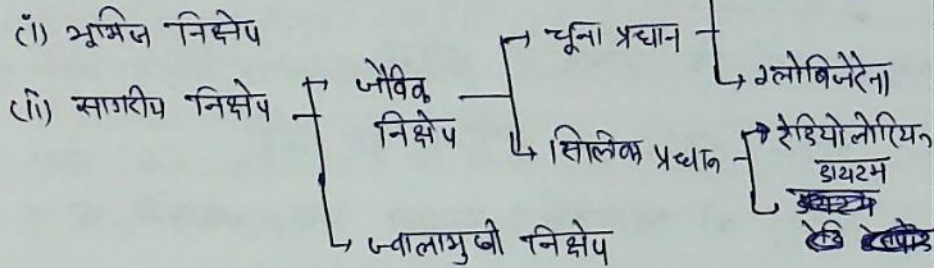 (i) भूमिज निक्षेप
चूना प्रधान
ग्लोबिजेरेना
(ii) सागरीय निक्षेप
जैविक
निक्षेप
सिलिका प्रधान
रेडियोलोरियन
डायटम
ज्वालामुखी निक्षेप